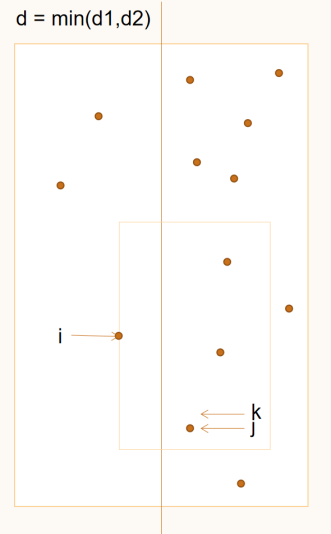 d = min(d1,d2)
i
k
j